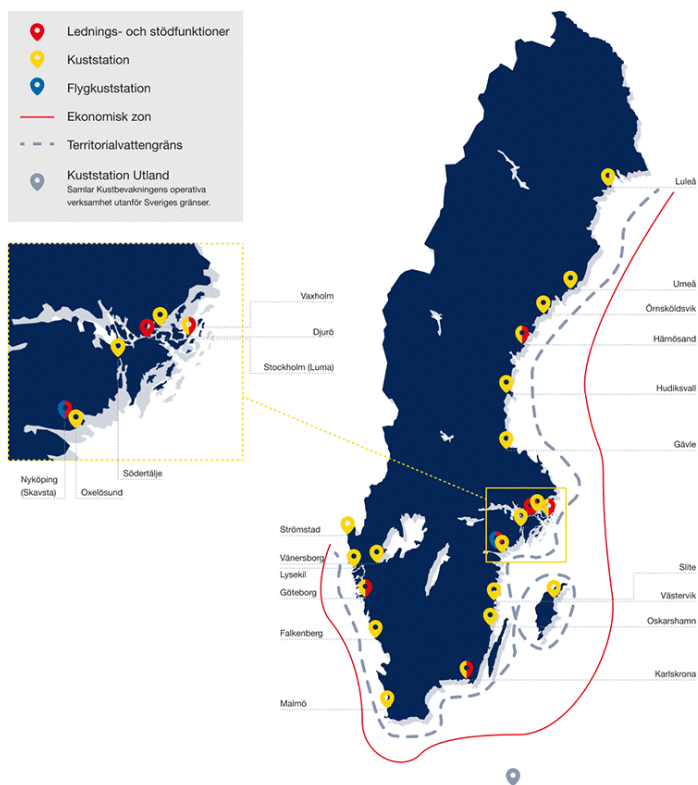 Lednings- och stödfunktioner
Kuststation
Flygkuststation
Ekonomisk zon
Territorialvattengräns
Kuststation Utland
Samlar Kustbevakningens operativa
verksamhet utanför Sveriges gränser.
Luleå
Umeå
Örnsköldsvik
Härnösand
Hudiksvall
Gävle
Vaxholm
Djurö
Stockholm (Luma)
Södertälje
Nyköping
(Skavsta)
Oxelösund
Strömstad
Vänersborg
Lysekil
Göteborg
Falkenberg
Malmö
Slite
Västervik
Oskarshamn
Karlskrona